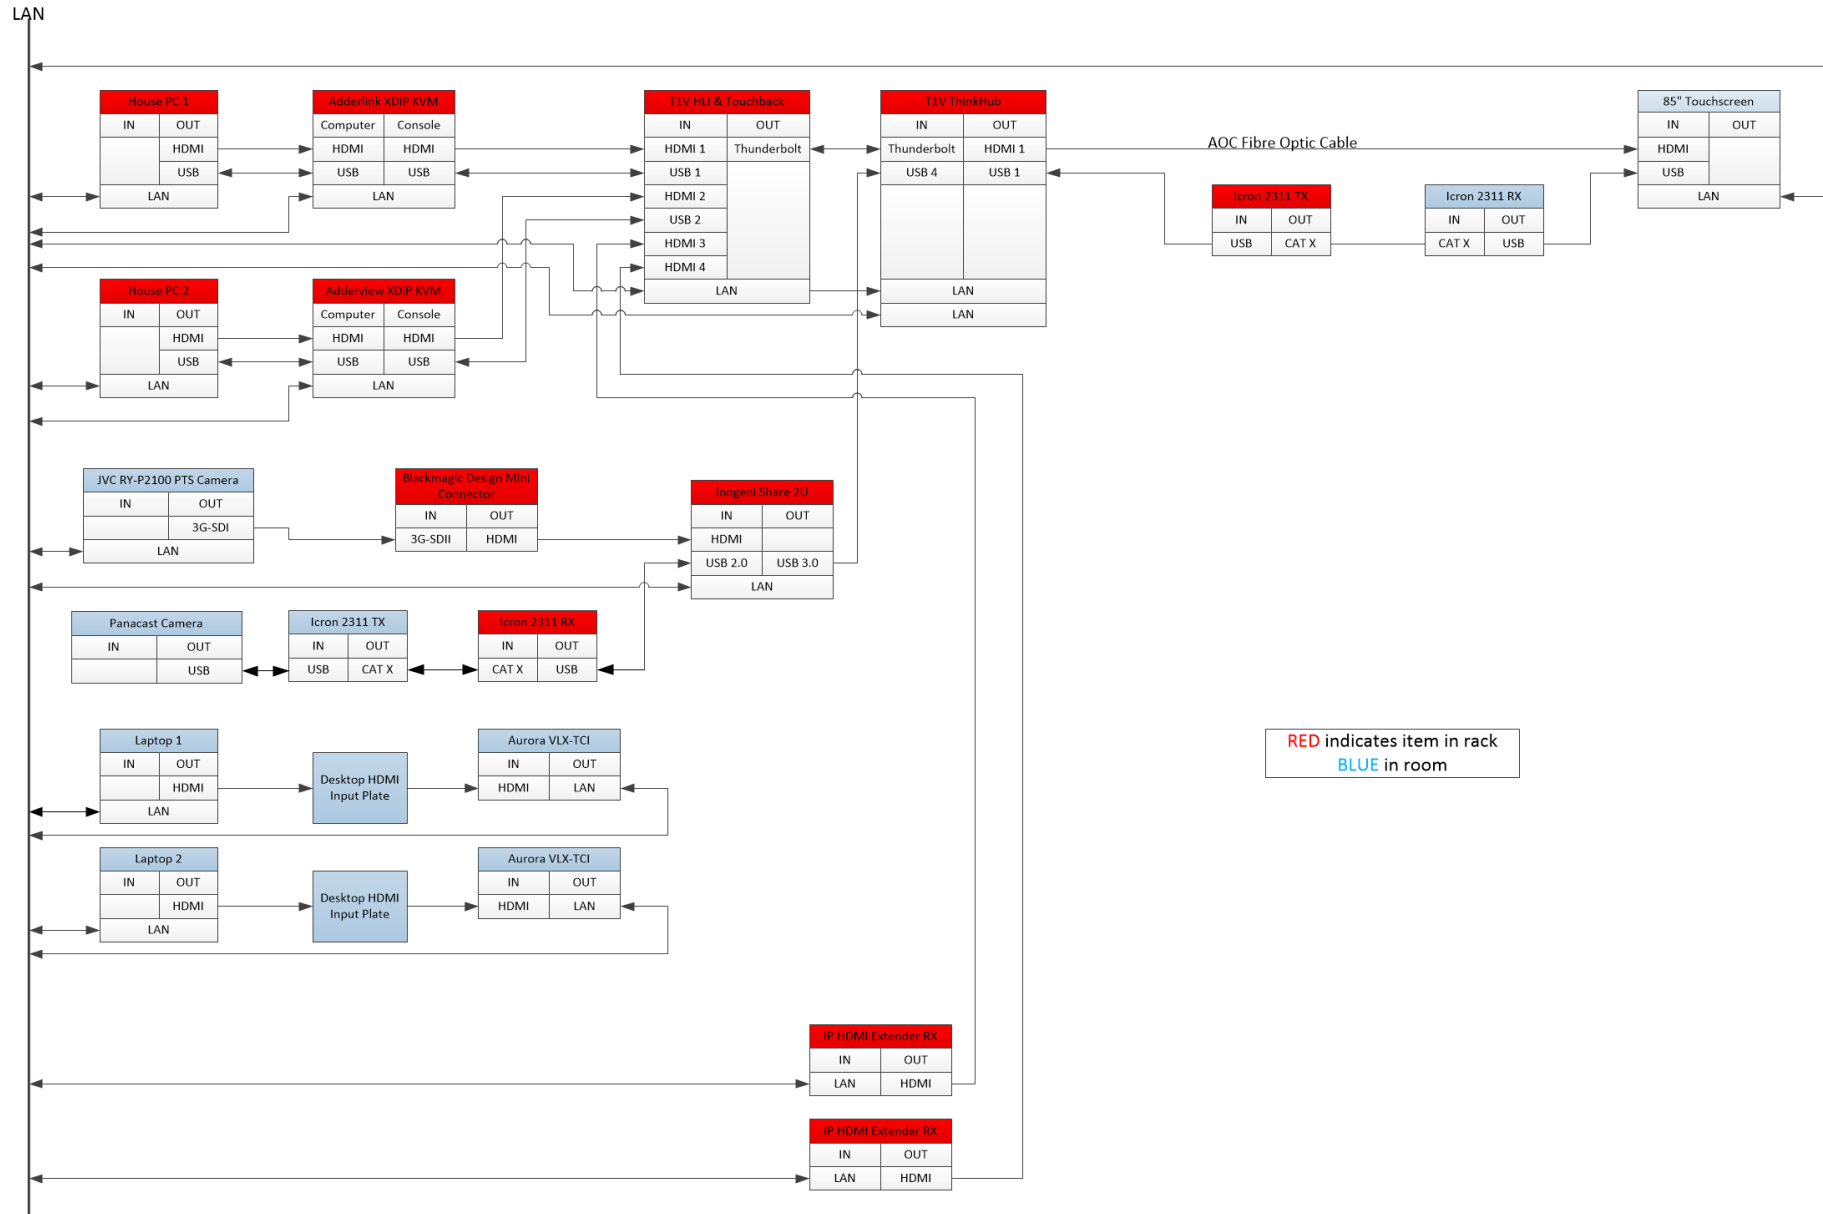 LAN
House PC 1
IN OUT
HDMI
USB
LAN
Adderlink XDiP KVM
Computer Console
HDMI HDMI
USB USB
LAN
T1V HLI & Touchback
IN OUT
HDMI 1 Thunderbolt
USB 1
HDMI 2
USB 2
HDMI 3
HDMI 4
LAN
T1V ThinkHub
IN OUT
Thunderbolt HDMI 1
USB 4 USB 1
LAN
LAN
AOC Fibre Optic Cable
Icron 2311 TX
IN OUT
USB CAT X
Icron 2311 RX
IN OUT
CAT X USB
85" Touchscreen
IN OUT
HDMI
USB
LAN
House PC 2
IN OUT
HDMI
USB
LAN
Adderview XDiP KVM
Computer Console
HDMI HDMI
USB USB
LAN
JVC RY-P2100 PTS Camera
IN OUT
3G-SDI
LAN
Blackmagic Design Mini
Connector
IN OUT
3G-SDII HDMI
Inogeni Share 2U
IN OUT
HDMI
USB 2.0 USB 3.0
LAN
Panacast Camera
IN OUT
USB
Icron 2311 TX
IN OUT
USB CAT X
Icron 2311 RX
IN OUT
CAT X USB
Laptop 1
IN OUT
HDMI
LAN
Desktop HDMI
Input Plate
Aurora VLX-TCI
IN OUT
HDMI LAN
RED indicates item in rack
BLUE in room
Laptop 2
IN OUT
HDMI
LAN
Desktop HDMI
Input Plate
Aurora VLX-TCI
IN OUT
HDMI LAN
IP HDMI Extender RX
IN OUT
LAN HDMI
IP HDMI Extender RX
IN OUT
LAN HDMI